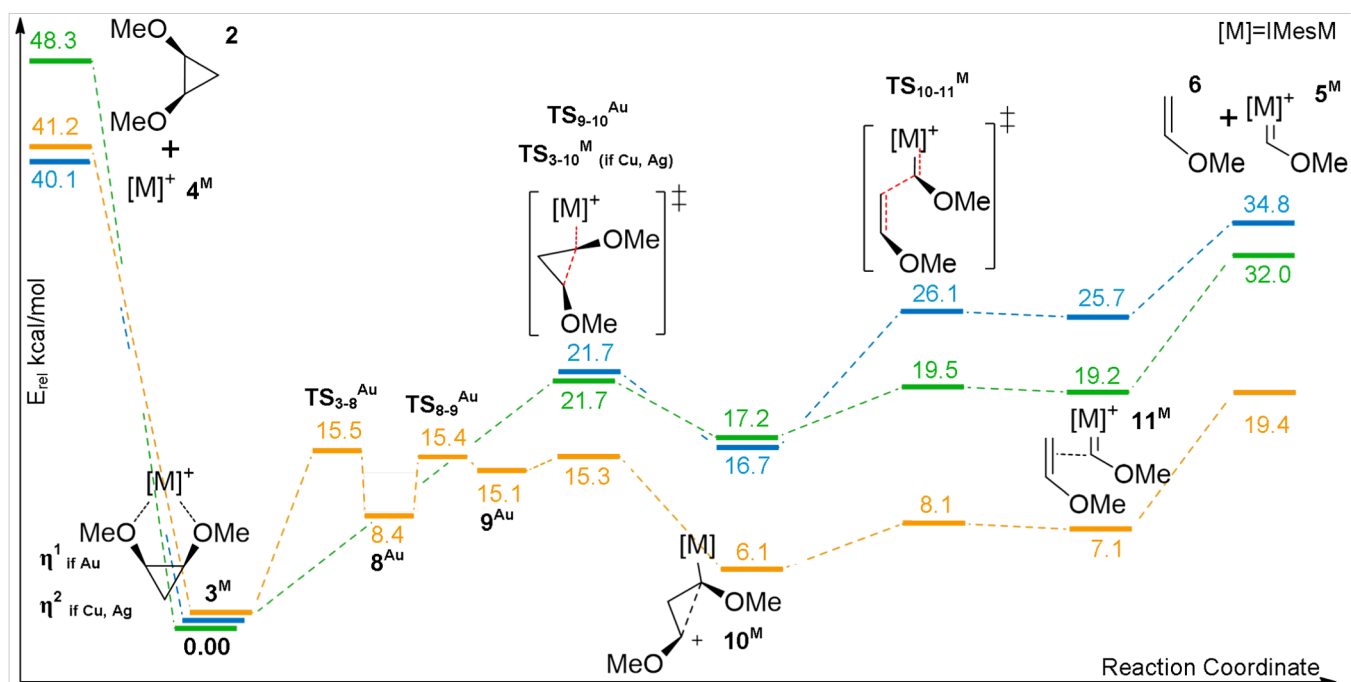 48.3
MeO
2
MeO
41.2
+
40.1
[M]⁺ 4ᴹ
[M]=IMesM
E_rel kcal/mol
TS₉₋₁₀ᴬᵘ
TS₃₋₁₀ᴹ (if Cu, Ag)
[M]⁺
OMe
OMe
‡
TS₁₀₋₁₁ᴹ
[M]⁺
OMe
OMe
‡
6
+
[M]⁺
5ᴹ
OMe
OMe
TS₃₋₈ᴬᵘ
15.5
TS₈₋₉ᴬᵘ
15.4
8.4
8ᴬᵘ
15.1
9ᴬᵘ
21.7
21.7
15.3
17.2
16.7
6.1
26.1
19.5
8.1
25.7
19.2
7.1
34.8
32.0
19.4
[M]⁺
MeO
OMe
η¹ if Au
η² if Cu, Ag
3ᴹ
0.00
[M]
OMe
MeO
+
10ᴹ
[M]⁺
11ᴹ
OMe
OMe
Reaction Coordinate